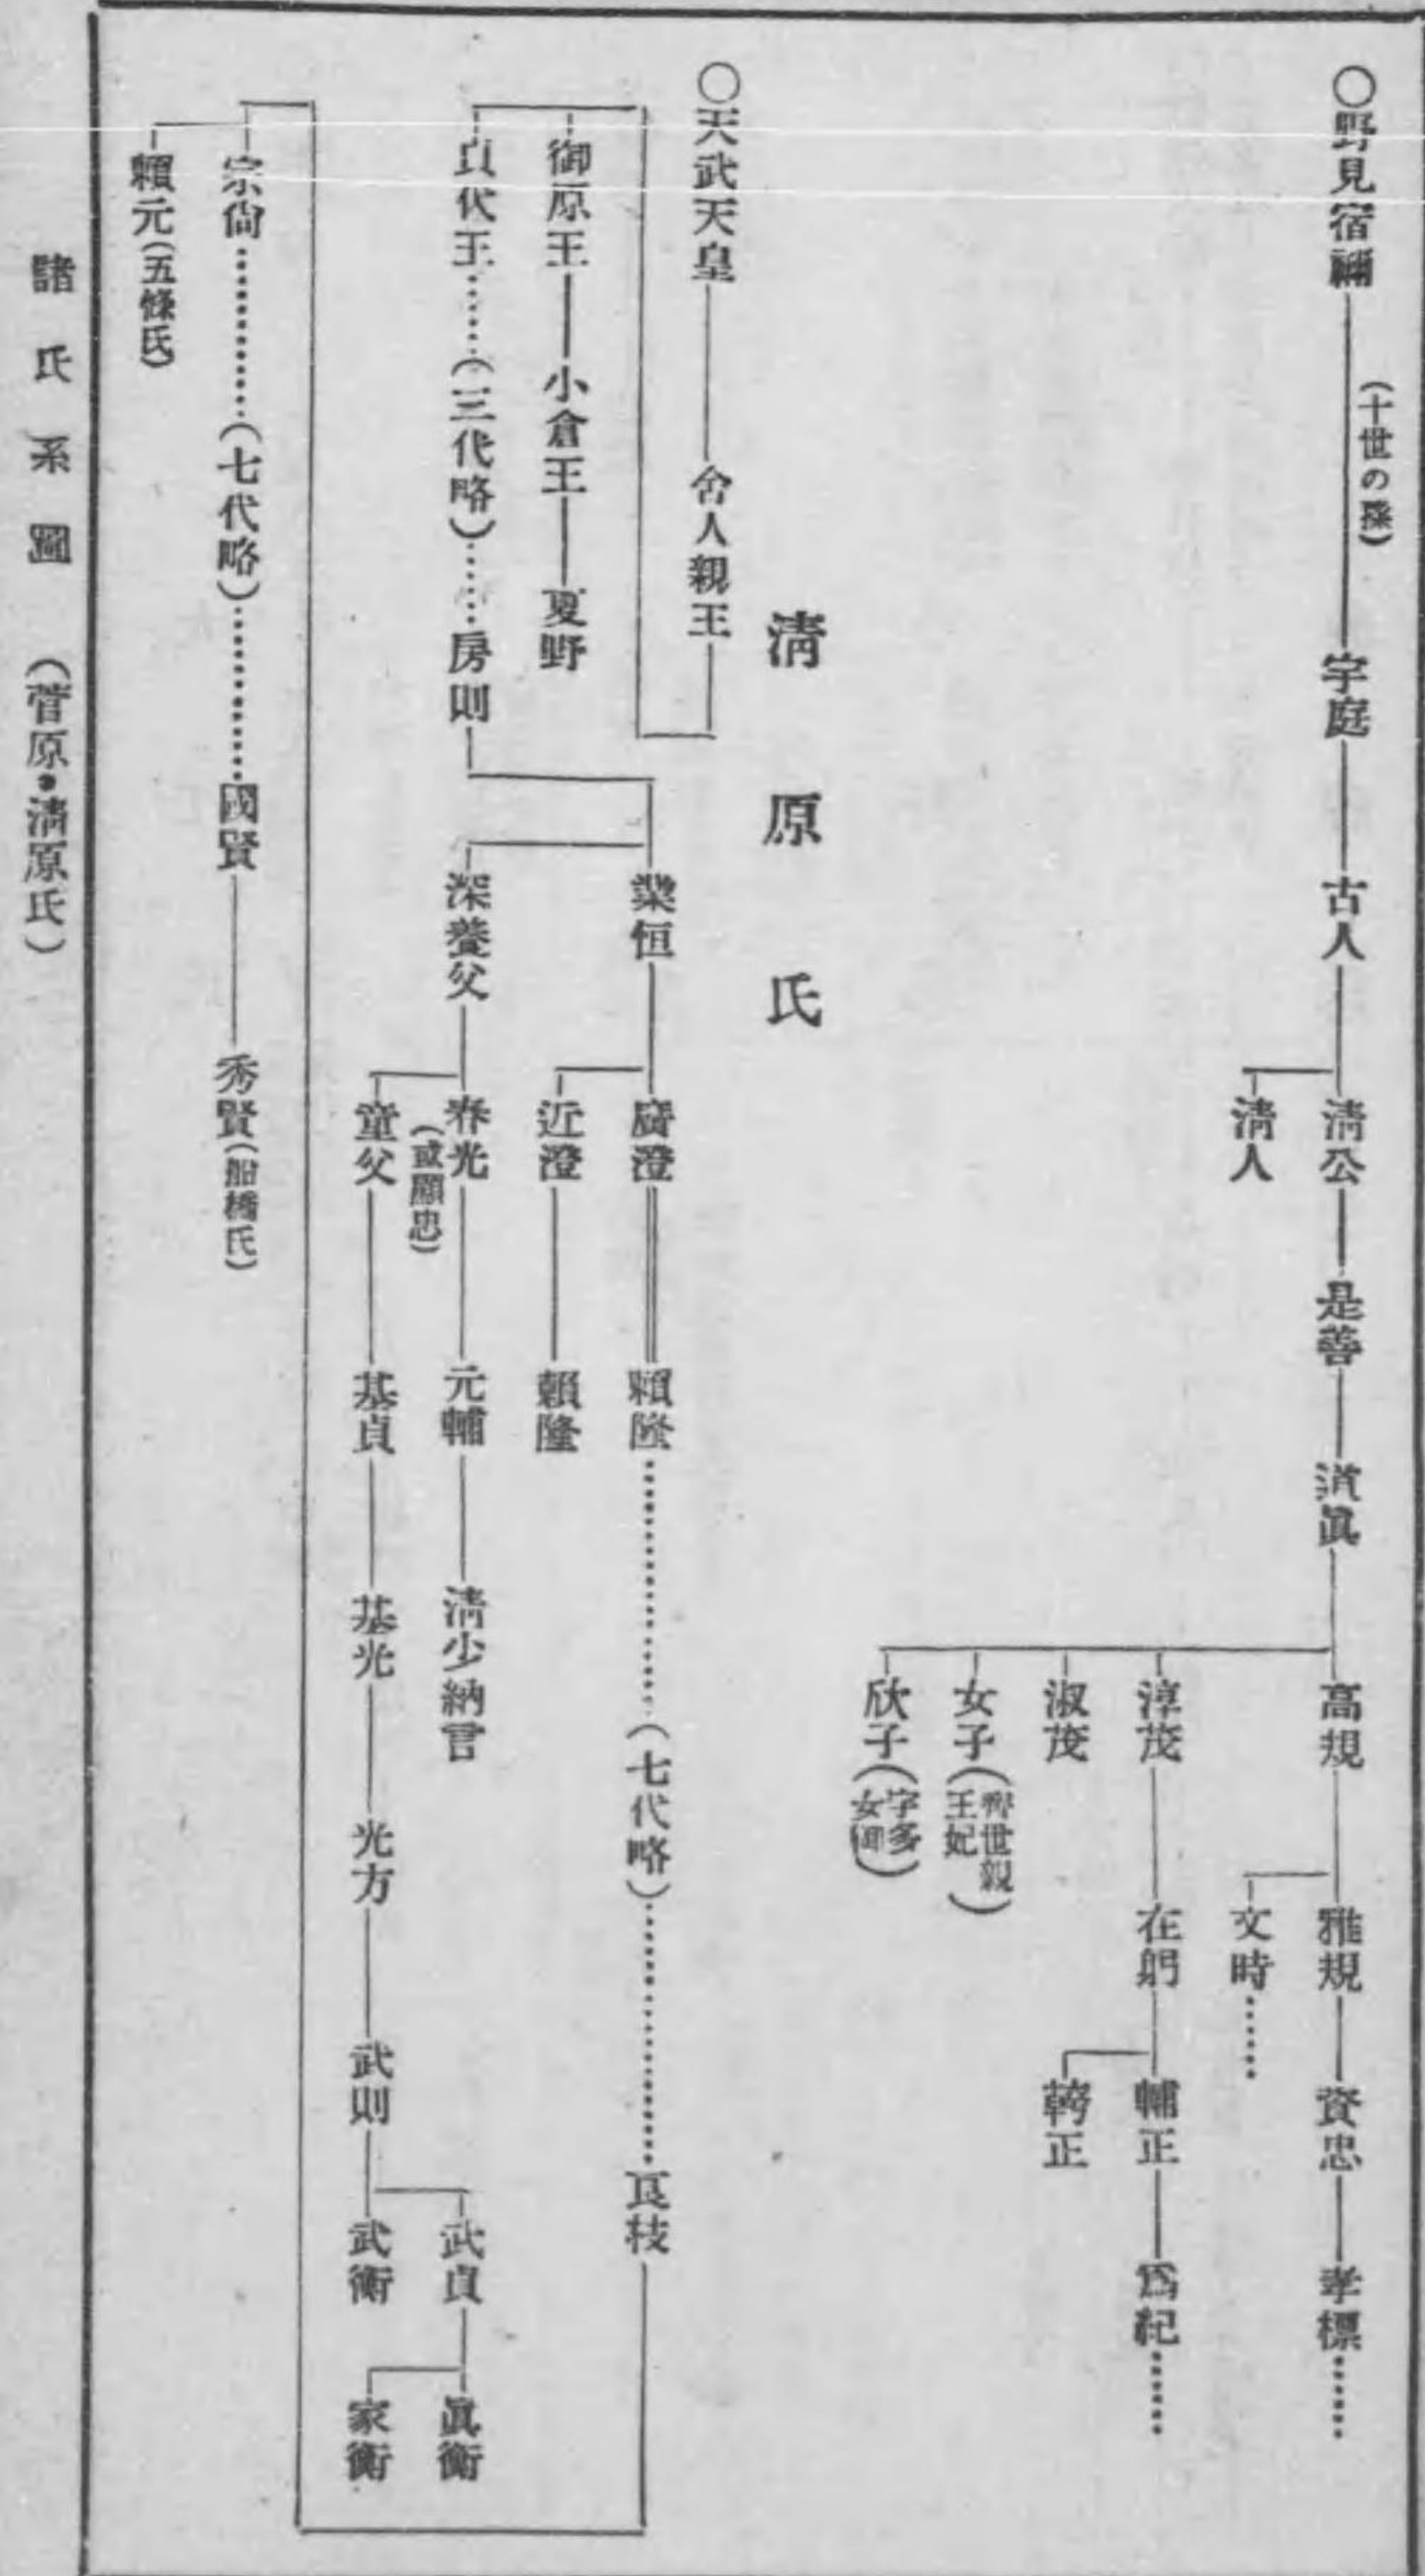 ○野見宿禰 (十世の孫) 宇庭 古人 清公 是善 道眞 高規 雅規 資忠 孝標……
清人
文時……
淳茂 在躬 輔正 爲紀……
淑茂
女子(齊世親王妃)
欣子(宇多女御)
清原氏
○天武天皇 舍人親王
御原王 小倉王 夏野
貞代王……(三代略)……房則
業恒 廣澄 賴隆……(七代略)……良枝
近澄 賴隆
深養父 春光(或顯忠) 元輔 清少納言
童父 基貞 基光 光方 武則
武貞 眞衡
武衡 家衡
宗尙……(七代略)……國賢 秀賢(船橋氏)
賴元(五條氏)
諸氏系圖 (菅原・清原氏)